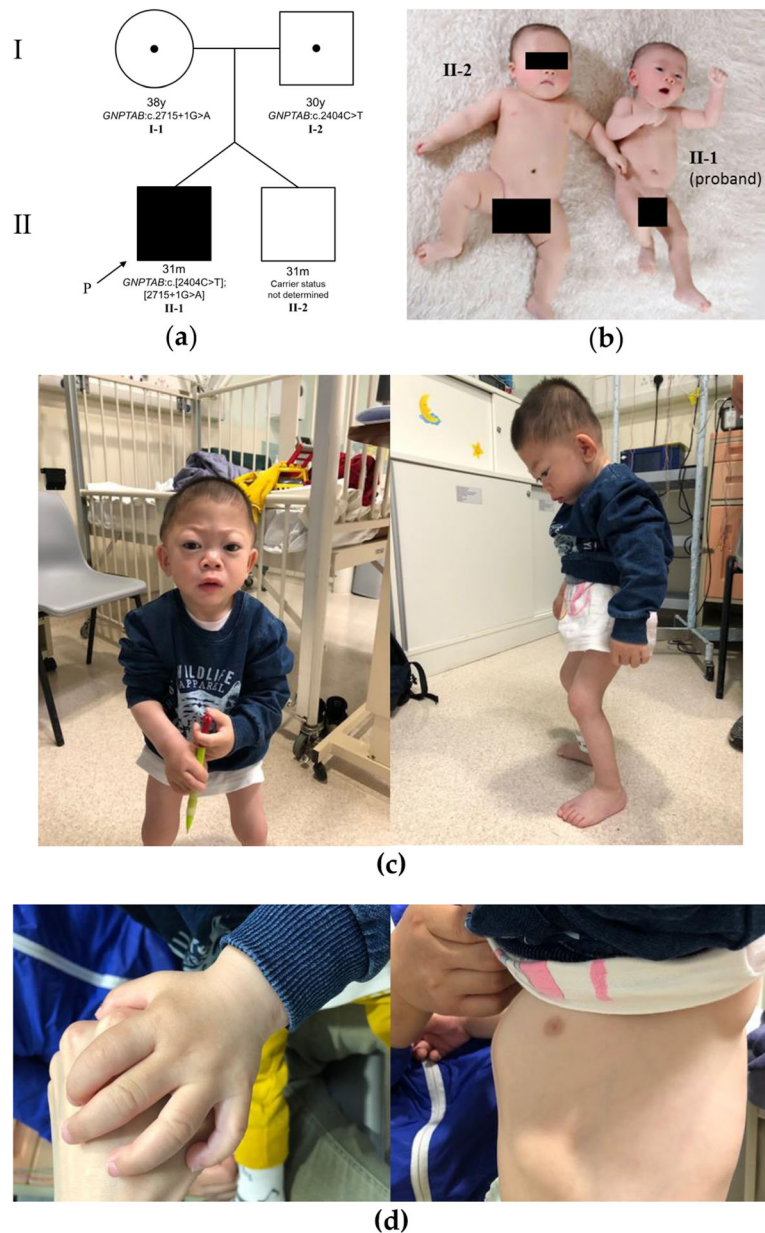 I
38y
GNPTAB:c.2715+1G>A
I-1
30y
GNPTAB:c.2404C>T
I-2
II
P
31m
GNPTAB:c.[2404C>T];
[2715+1G>A]
II-1
31m
Carrier status
not determined
II-2
(a)
II-2
II-1
(proband)
(b)
WILDLIFE
APPAREL
(c)
(d)